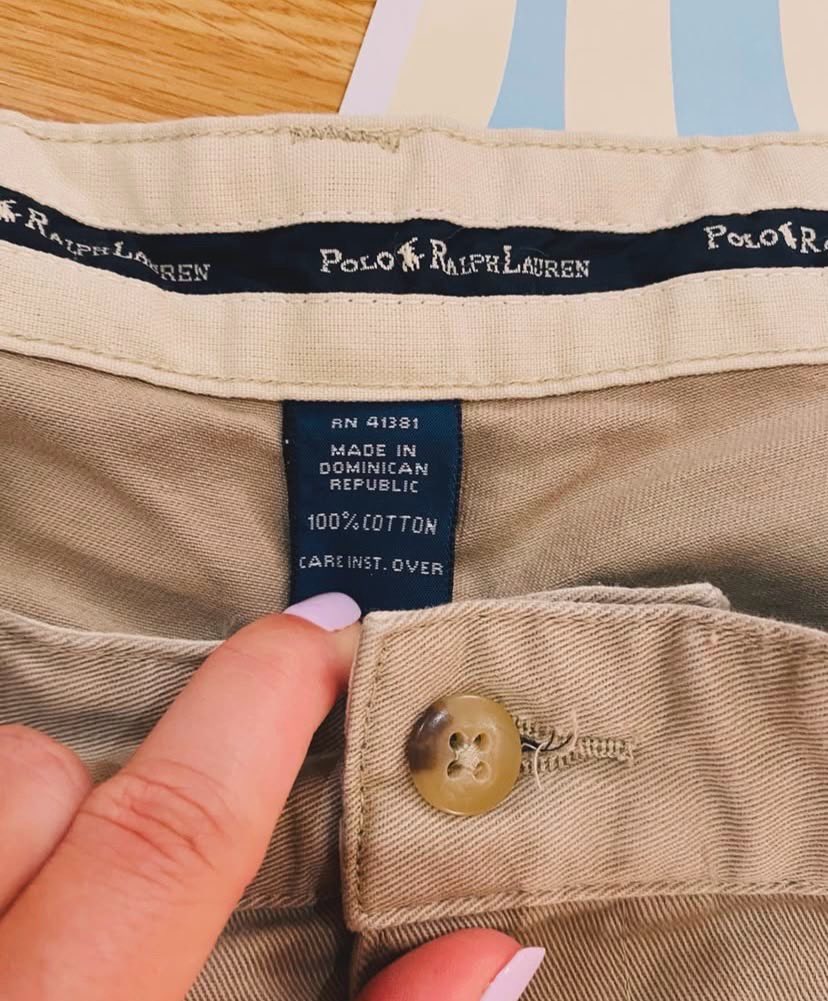 RALPH LAUREN
POLO RALPH LAUREN
POLO R
RN 41381
MADE IN
DOMINICAN
REPUBLIC
100% COTTON
CARE INST. OVER